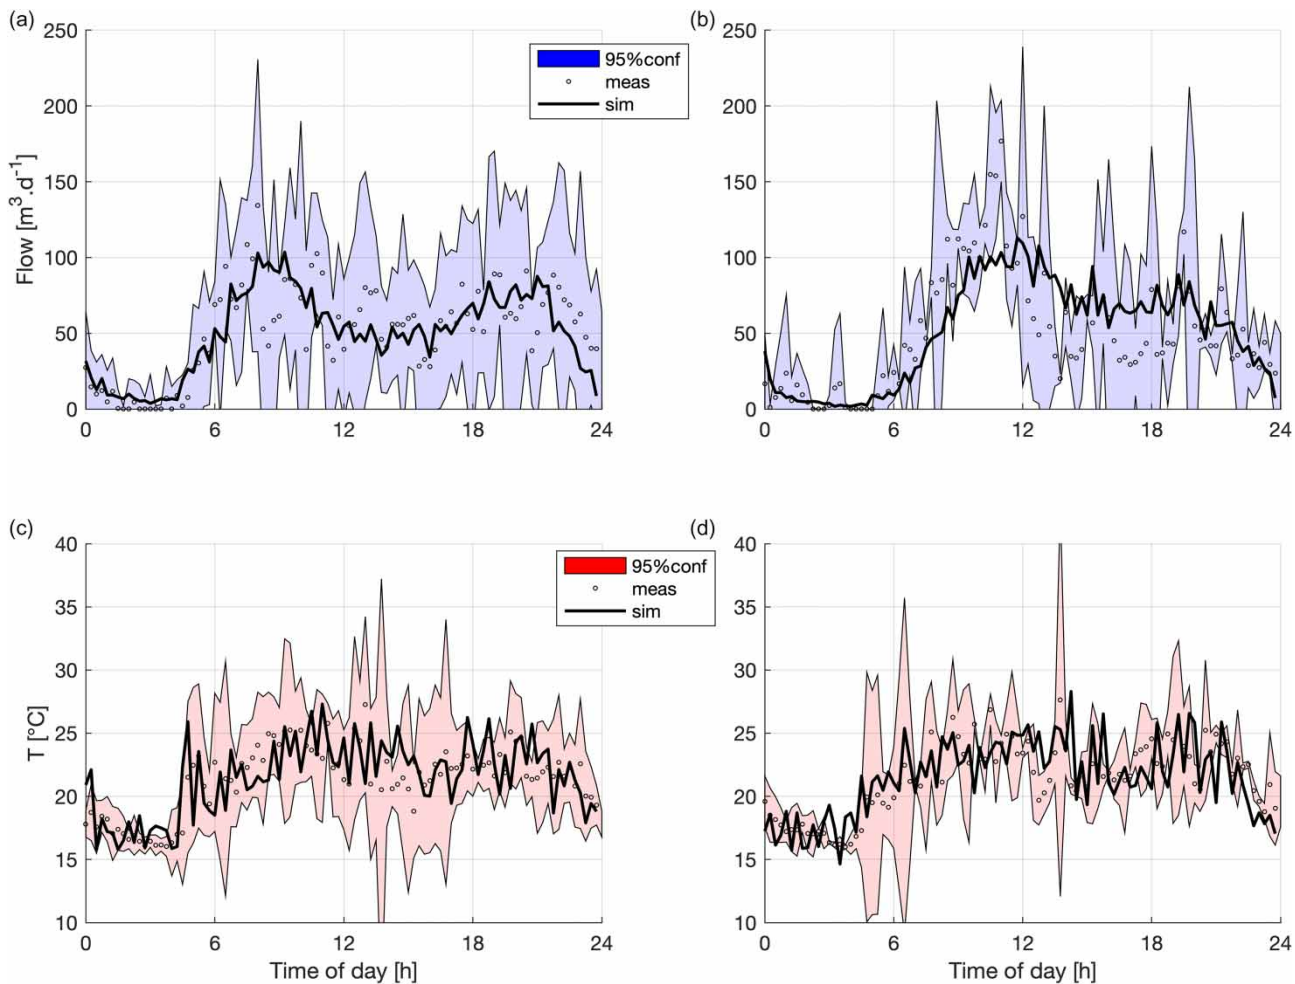 (a)
250
200
150
100
50
0
Flow [m³.d⁻¹]
0 6 12 18 24
95%conf
meas
sim
(b)
250
200
150
100
50
0
0 6 12 18 24
(c)
40
35
30
25
20
15
10
T [°C]
0 6 12 18 24
Time of day [h]
95%conf
meas
sim
(d)
40
35
30
25
20
15
10
0 6 12 18 24
Time of day [h]